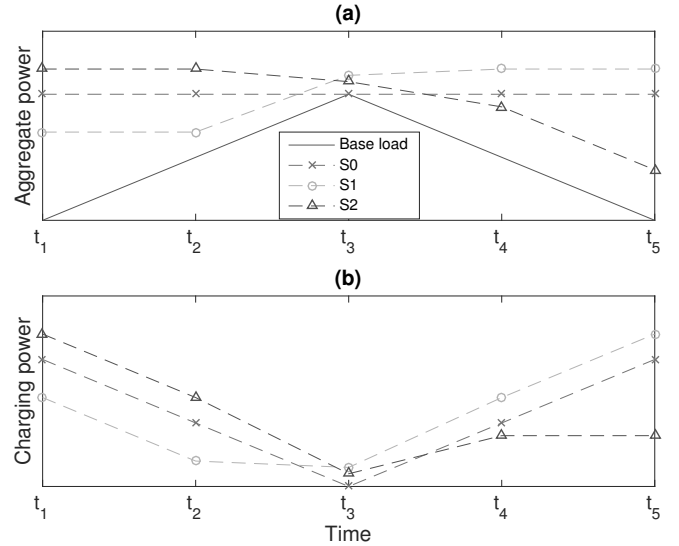 (a)
Aggregate power
Base load
S0
S1
S2
t1 t2 t3 t4 t5
(b)
Charging power
t1 t2 t3 t4 t5
Time